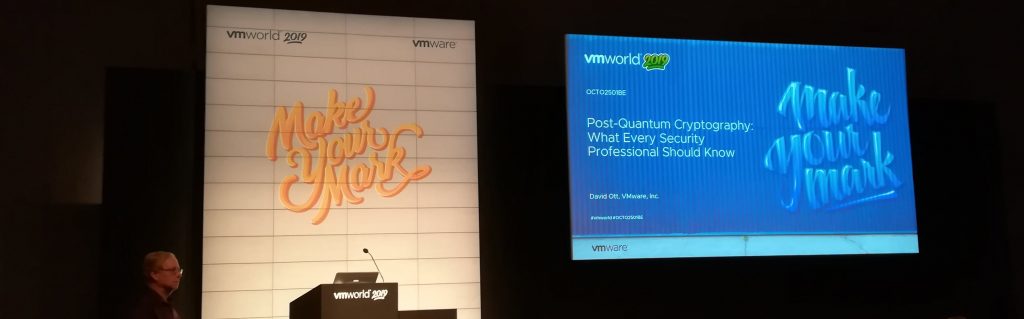 vmworld 2019
vmware
Make
Your
Mark
vmworld 2019
vmworld 2019
OCTO2501BE
Post-Quantum Cryptography:
What Every Security
Professional Should Know
David Ott, VMware, Inc.
#vmworld #OCTO2501BE
make
your
mark
vmware